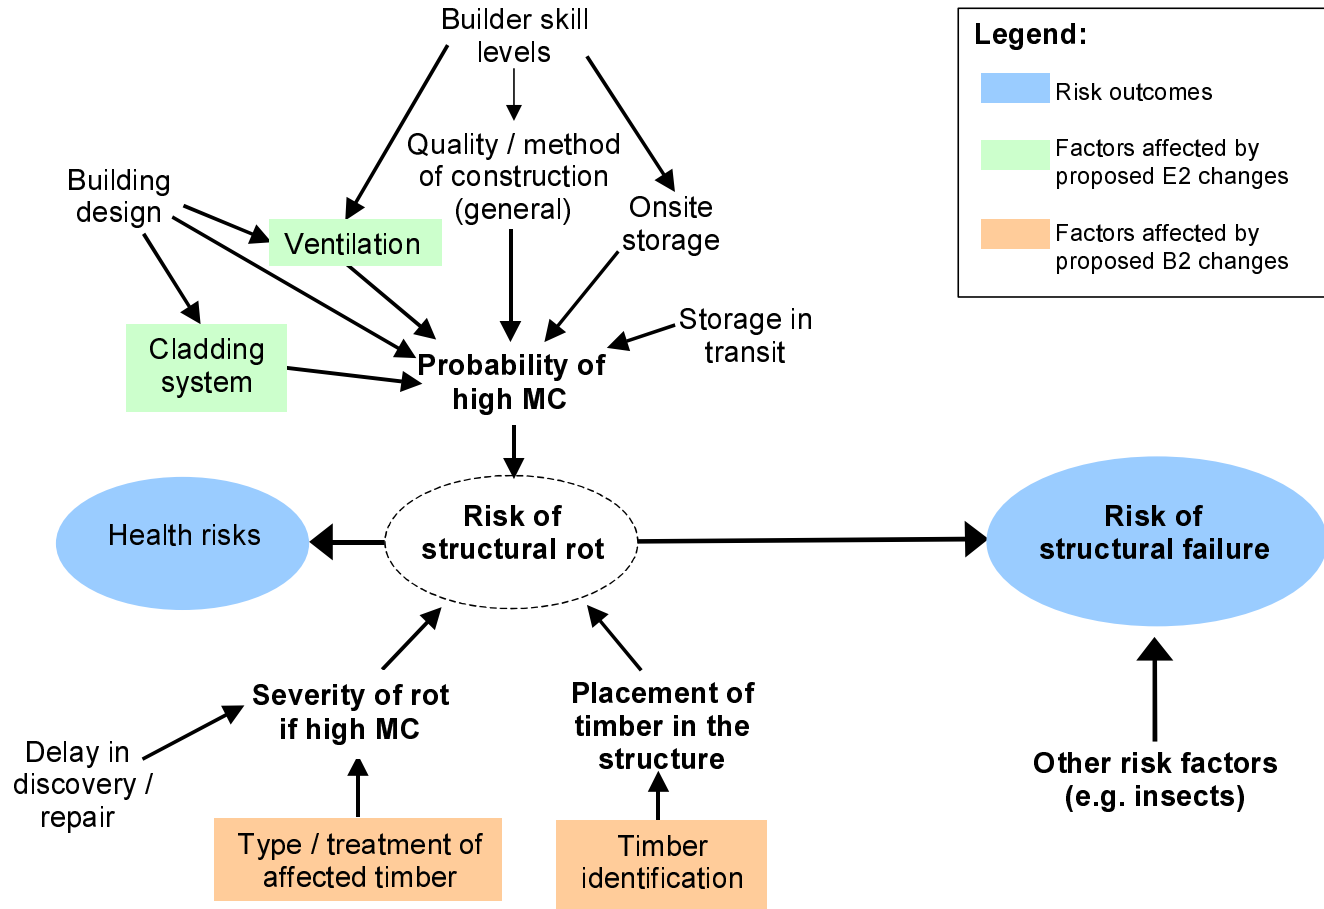 Builder skill
levels
Legend:
Risk outcomes
Factors affected by
proposed E2 changes
Factors affected by
proposed B2 changes
Quality / method
of construction
(general)
Building
design
Onsite
storage
Ventilation
Storage in
transit
Cladding
system
Probability of
high MC
Health risks
Risk of
structural rot
Risk of
structural failure
Severity of rot
if high MC
Placement of
timber in the
structure
Delay in
discovery /
repair
Other risk factors
(e.g. insects)
Type / treatment of
affected timber
Timber
identification